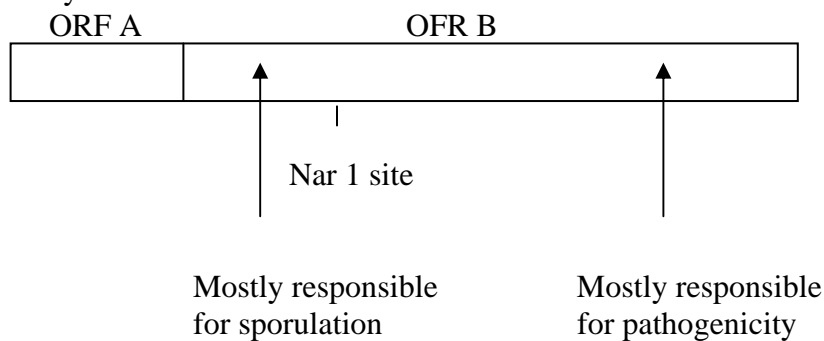 ORF A OFR B
Nar 1 site
Mostly responsible Mostly responsible
for sporulation for pathogenicity